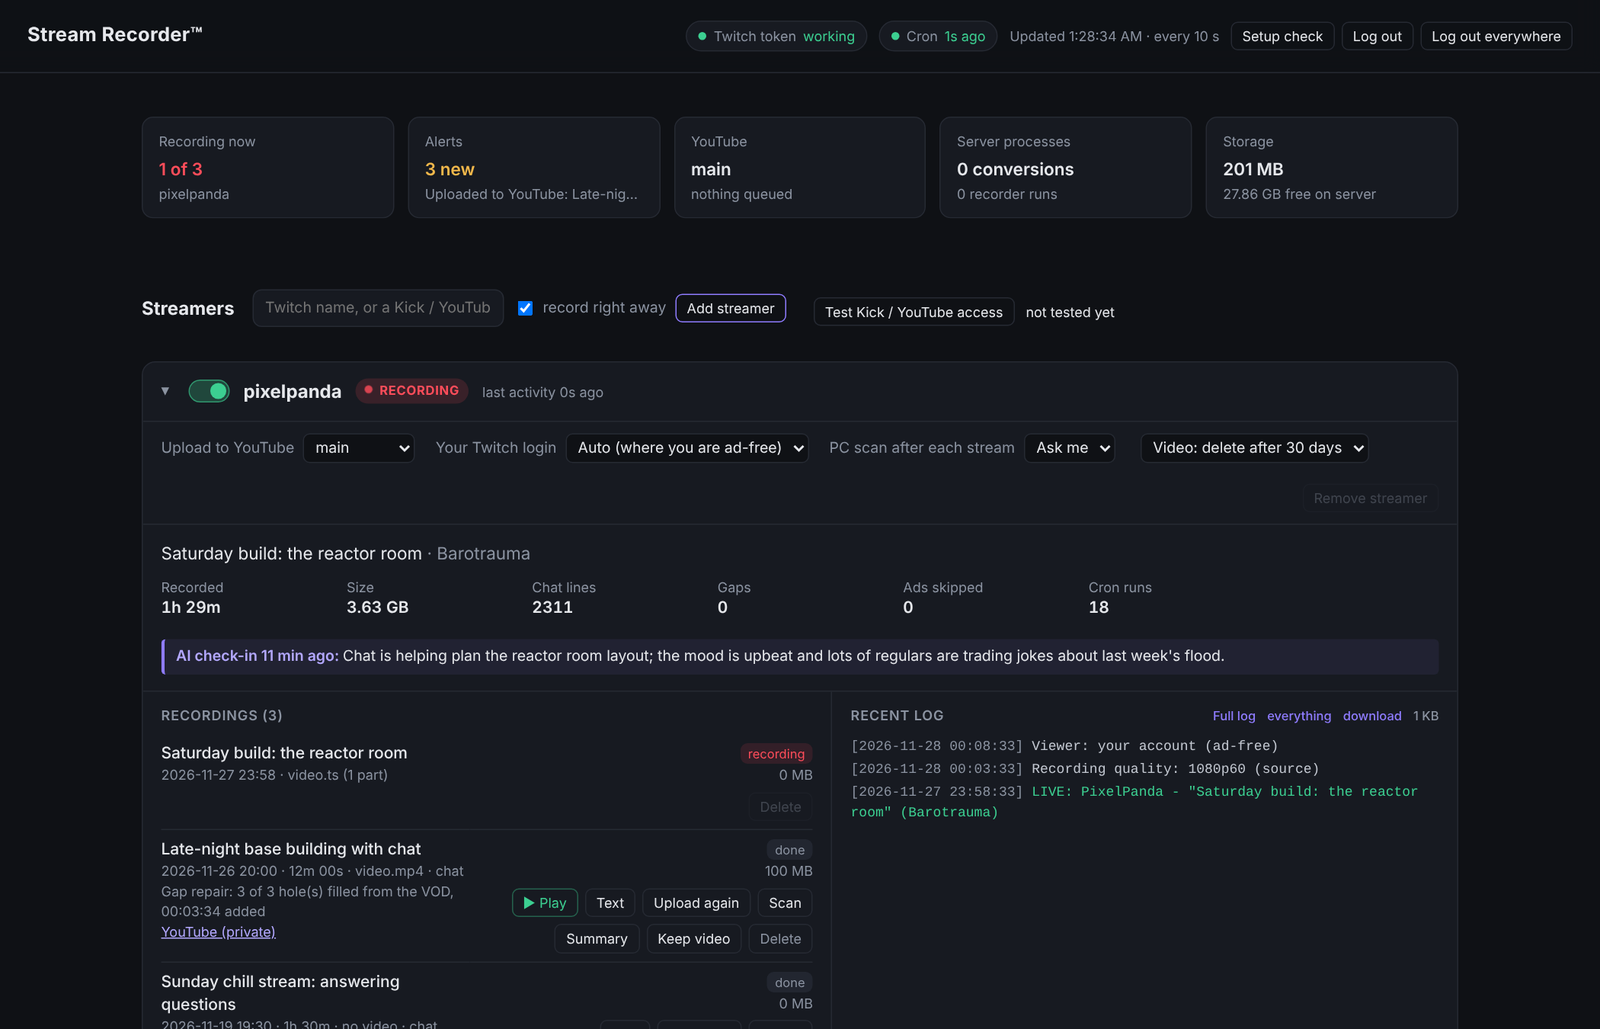 Stream Recorder™
Twitch token working
Cron 1s ago
Updated 1:28:34 AM · every 10 s
Setup check
Log out
Log out everywhere
Recording now
1 of 3
pixelpanda
Alerts
3 new
Uploaded to YouTube: Late-nig...
YouTube
main
nothing queued
Server processes
0 conversions
0 recorder runs
Storage
201 MB
27.86 GB free on server
Streamers
Twitch name, or a Kick / YouTub
record right away
Add streamer
Test Kick / YouTube access
not tested yet
pixelpanda
RECORDING
last activity 0s ago
Upload to YouTube
main
Your Twitch login
Auto (where you are ad-free)
PC scan after each stream
Ask me
Video: delete after 30 days
Remove streamer
Saturday build: the reactor room · Barotrauma
Recorded
1h 29m
Size
3.63 GB
Chat lines
2311
Gaps
0
Ads skipped
0
Cron runs
18
AI check-in 11 min ago: Chat is helping plan the reactor room layout; the mood is upbeat and lots of regulars are trading jokes about last week's flood.
RECORDINGS (3)
Saturday build: the reactor room
recording
2026-11-27 23:58 · video.ts (1 part)
0 MB
Delete
Late-night base building with chat
done
2026-11-26 20:00 · 12m 00s · video.mp4 · chat
100 MB
Gap repair: 3 of 3 hole(s) filled from the VOD,
00:03:34 added
YouTube (private)
Play
Text
Upload again
Scan
Summary
Keep video
Delete
Sunday chill stream: answering
questions
done
0 MB
2026-11-19 19:30 · 1h 30m · no video · chat
RECENT LOG
Full log
everything
download
1 KB
[2026-11-28 00:08:33] Viewer: your account (ad-free)
[2026-11-28 00:03:33] Recording quality: 1080p60 (source)
[2026-11-27 23:58:33] LIVE: PixelPanda - "Saturday build: the reactor
room" (Barotrauma)